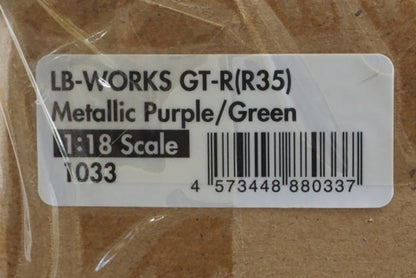 LB-WORKS GT-R(R35)
Metallic Purple/Green
1:18 Scale
1033
4 573448 880337